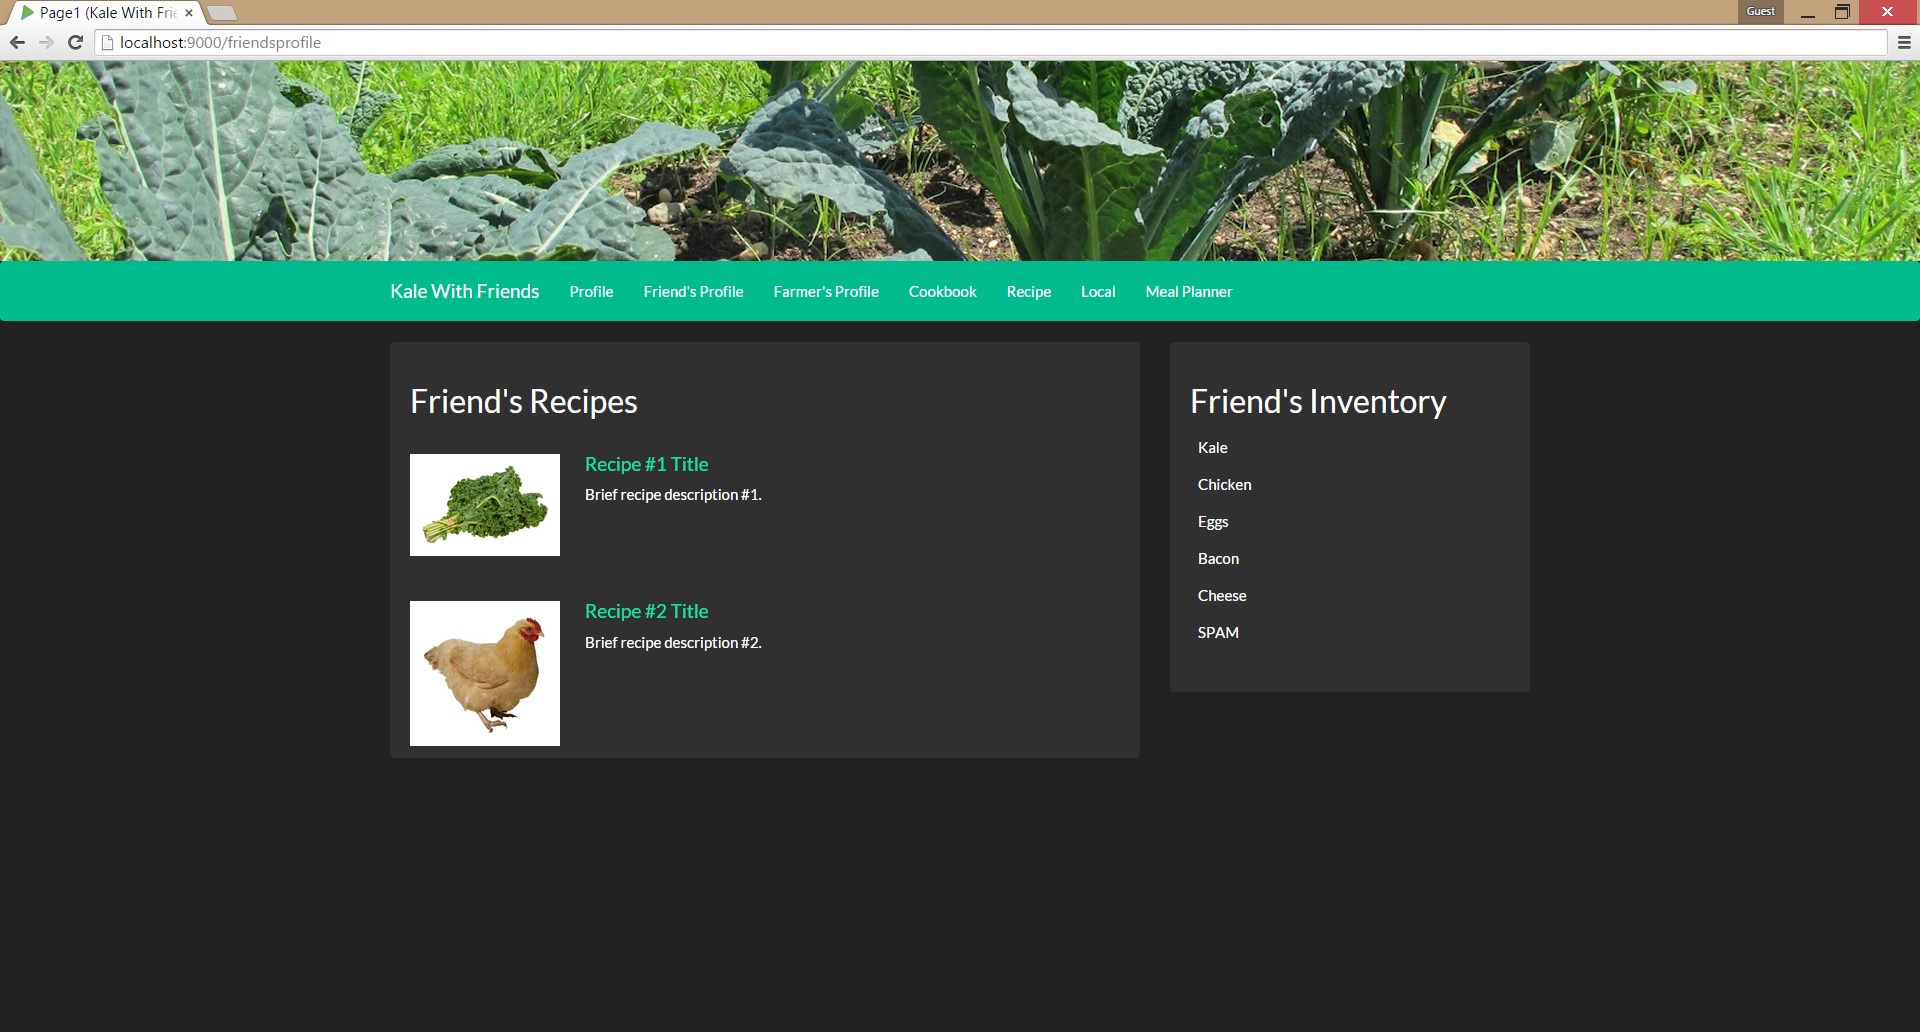 Page1 (Kale With Frie
Guest
localhost:9000/friendsprofile
Kale With Friends Profile Friend's Profile Farmer's Profile Cookbook Recipe Local Meal Planner
Friend's Recipes
Recipe #1 Title
Brief recipe description #1.
Recipe #2 Title
Brief recipe description #2.
Friend's Inventory
Kale
Chicken
Eggs
Bacon
Cheese
SPAM